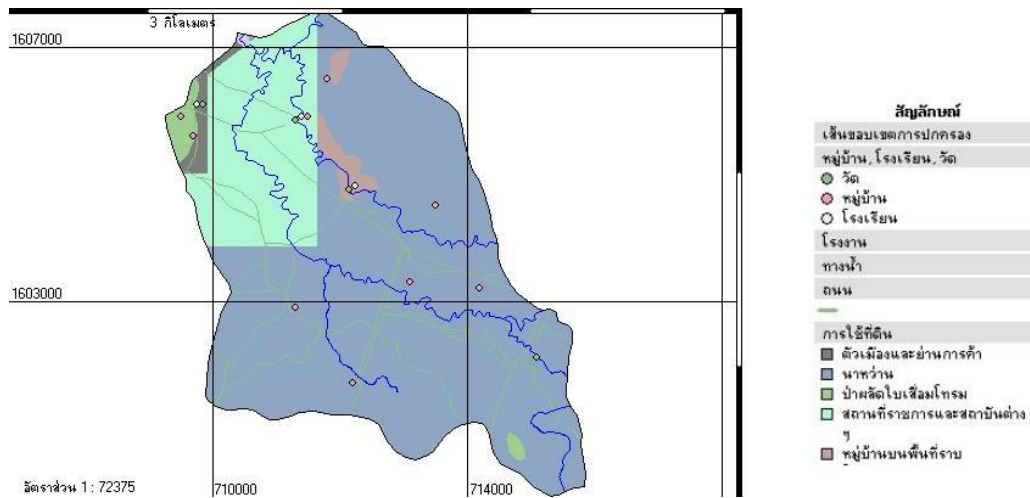 3 กิโลเมตร
1607000
1603000
อัตราส่วน 1 : 72375
710000
714000
สัญลักษณ์
เส้นขอบเขตการปกครอง
หมู่บ้าน, โรงเรียน, วัด
วัด
หมู่บ้าน
โรงเรียน
โรงงาน
ทางน้ำ
ถนน
การใช้ที่ดิน
ตัวเมืองและย่านการค้า
นาหว่าน
ป่าผลัดใบเสื่อมโทรม
สถานที่ราชการและสถาบันต่าง
ๆ
หมู่บ้านบนพื้นที่ราบ